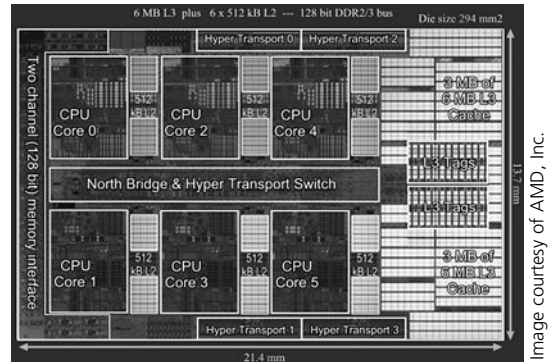 6 MB L3 plus 6 x 512 kB L2 --- 128 bit DDR2/3 bus
Die size 294 mm2
Hyper Transport 0
Hyper Transport 2
Two channel (128 bit) memory interface
CPU
Core 0
512
kB L2
CPU
Core 2
512
kB L2
CPU
Core 4
512
kB L2
3 MB of
6 MB L3
Cache
L3 Tags
North Bridge & Hyper Transport Switch
L3 Tags
13.7 mm
CPU
Core 1
512
kB L2
CPU
Core 3
512
kB L2
CPU
Core 5
512
kB L2
3 MB of
6 MB L3
Cache
Hyper Transport 1
Hyper Transport 3
21.4 mm
Image courtesy of AMD, Inc.